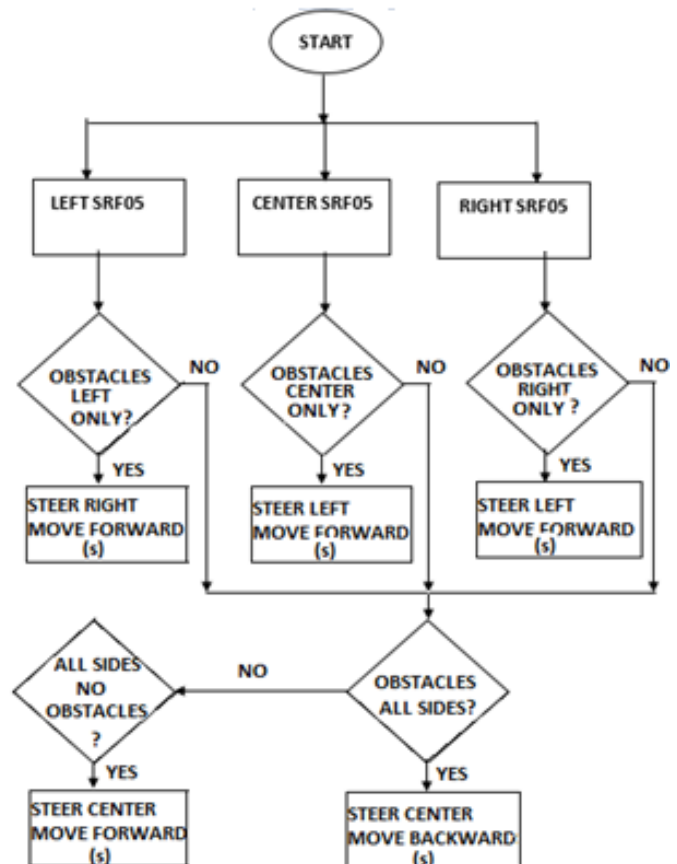 START
LEFT SRF05
CENTER SRF05
RIGHT SRF05
OBSTACLES
LEFT
ONLY?
NO
OBSTACLES
CENTER
ONLY?
NO
OBSTACLES
RIGHT
ONLY ?
NO
YES
YES
YES
STEER RIGHT
MOVE FORWARD
(s)
STEER LEFT
MOVE FORWARD
(s)
STEER LEFT
MOVE FORWARD
(s)
ALL SIDES
NO
OBSTACLES
?
NO
OBSTACLES
ALL SIDES?
YES
YES
STEER CENTER
MOVE FORWARD
(s)
STEER CENTER
MOVE BACKWARD
(s)